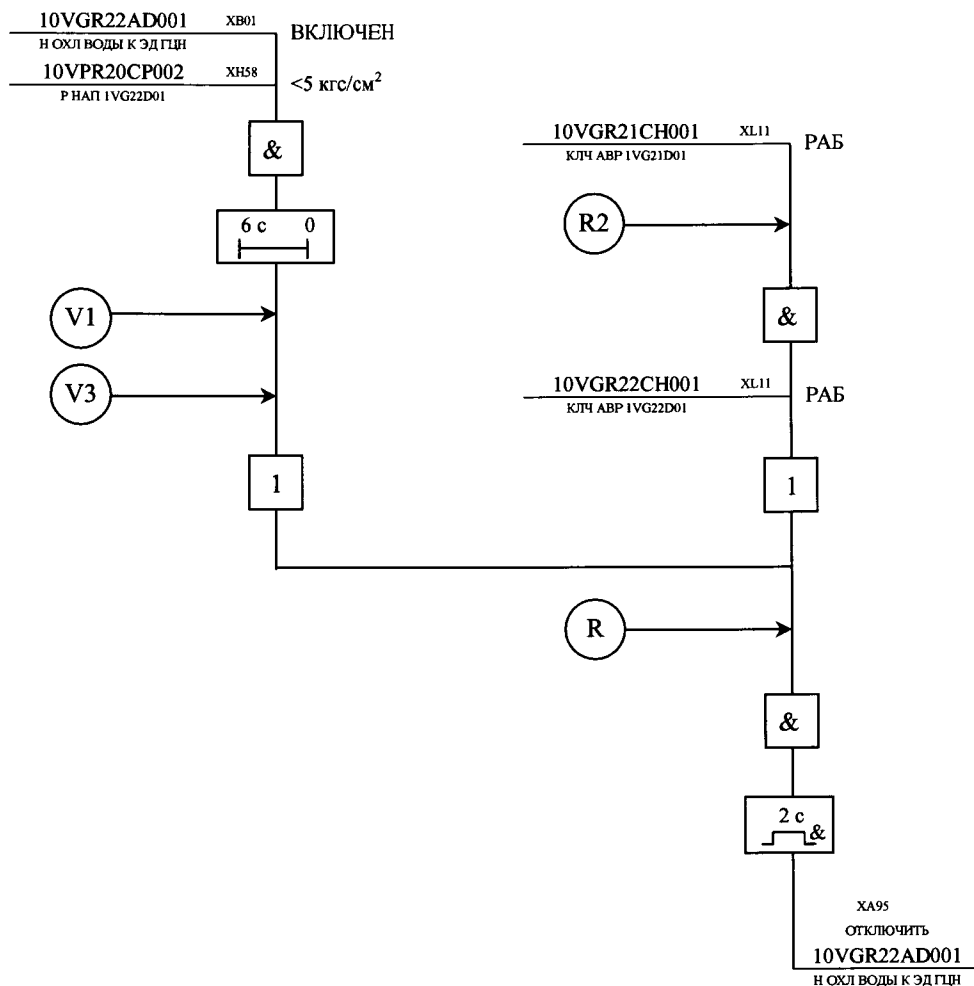 10VGR22AD001 XB01 ВКЛЮЧЕН
Н ОХЛ ВОДЫ К ЭД ГЦН
10VPR20CP002 XH58 <5 кгс/см²
Р НАП 1VG22D01
&
6 с 0
V1
V3
1
10VGR21CH001 XL11 РАБ
КЛЧ АВР 1VG21D01
R2
&
10VGR22CH001 XL11 РАБ
КЛЧ АВР 1VG22D01
1
R
&
2 с
&
XA95
ОТКЛЮЧИТЬ
10VGR22AD001
Н ОХЛ ВОДЫ К ЭД ГЦН